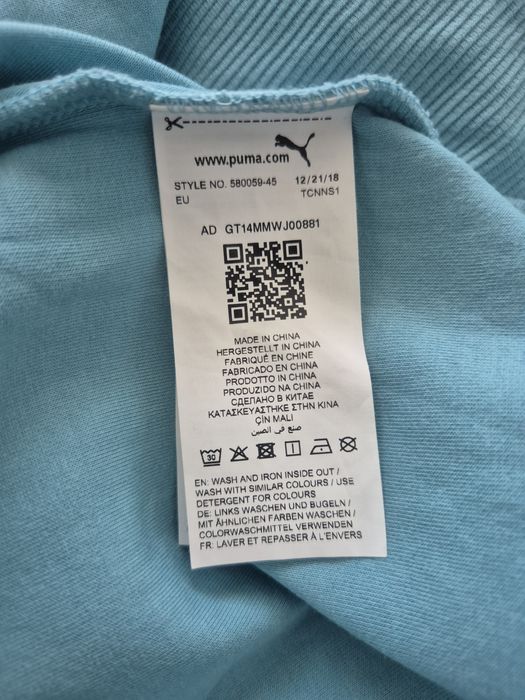 www.puma.com
STYLE NO. 580059-45 12/21/18
EU TCNNS1
AD GT14MMWJ00881
MADE IN CHINA
HERGESTELLT IN CHINA
FABRIQUÉ EN CHINE
FABRICADO EN CHINA
PRODOTTO IN CHINA
PRODUZIDO NA CHINA
СДЕЛАНО В КИТАЕ
ΚΑΤΑΣΚΕΥΑΣΤΗΚΕ ΣΤΗΝ ΚΙΝΑ
ÇİN MALI
صنع في الصين
30
EN: WASH AND IRON INSIDE OUT /
WASH WITH SIMILAR COLOURS / USE
DETERGENT FOR COLOURS
DE: LINKS WASCHEN UND BUGELN /
MIT ÄHNLICHEN FARBEN WASCHEN /
COLORWASCHMITTEL VERWENDEN
FR: LAVER ET REPASSER À L'ENVERS